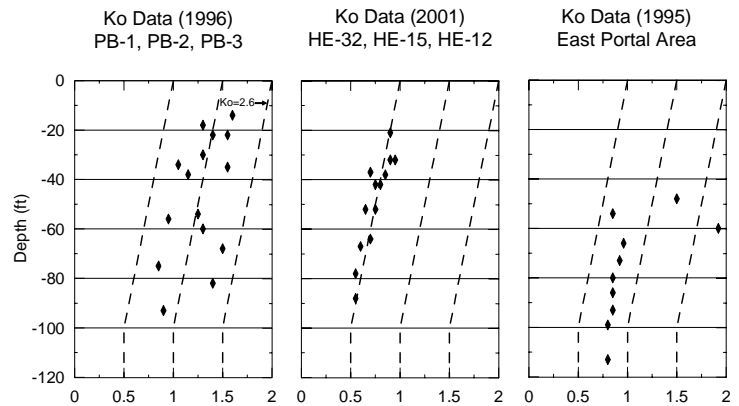 Ko Data (1996)
PB-1, PB-2, PB-3
Ko Data (2001)
HE-32, HE-15, HE-12
Ko Data (1995)
East Portal Area
Ko=2.6
Depth (ft)
0
-20
-40
-60
-80
-100
-120
0 0.5 1 1.5 2
0 0.5 1 1.5 2
0 0.5 1 1.5 2